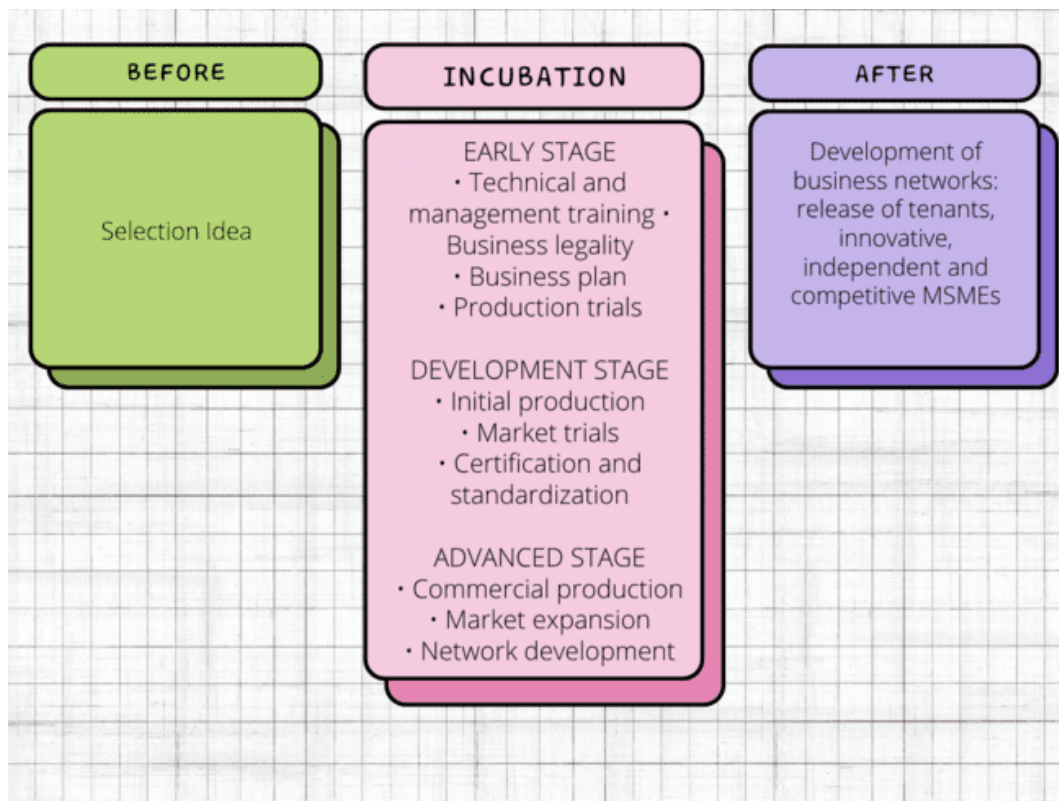 BEFORE
Selection Idea
INCUBATION
EARLY STAGE
• Technical and
management training •
Business legality
• Business plan
• Production trials
DEVELOPMENT STAGE
• Initial production
• Market trials
• Certification and
standardization
ADVANCED STAGE
• Commercial production
• Market expansion
• Network development
AFTER
Development of
business networks:
release of tenants,
innovative,
independent and
competitive MSMEs